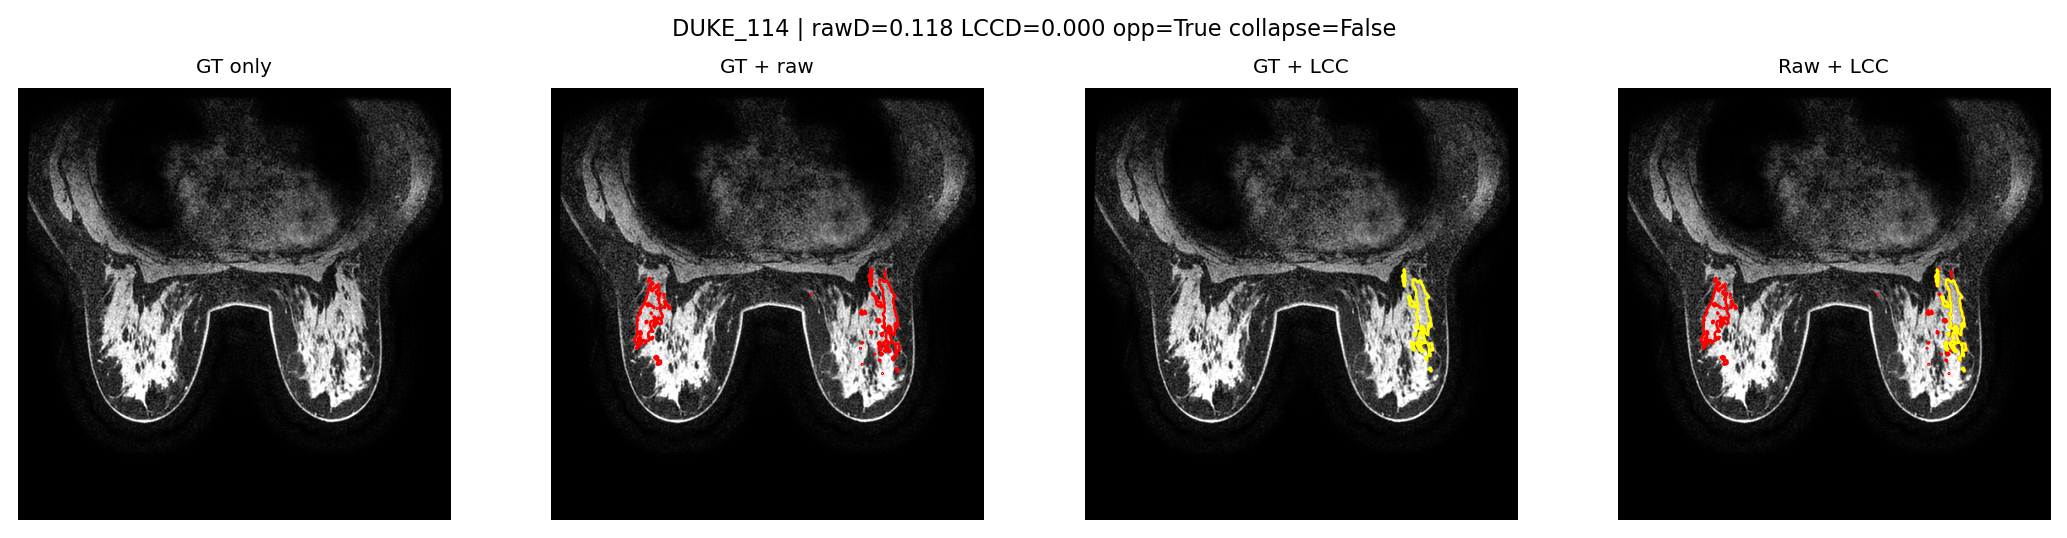 DUKE_114 | rawD=0.118 LCCD=0.000 opp=True collapse=False
GT only
GT + raw
GT + LCC
Raw + LCC